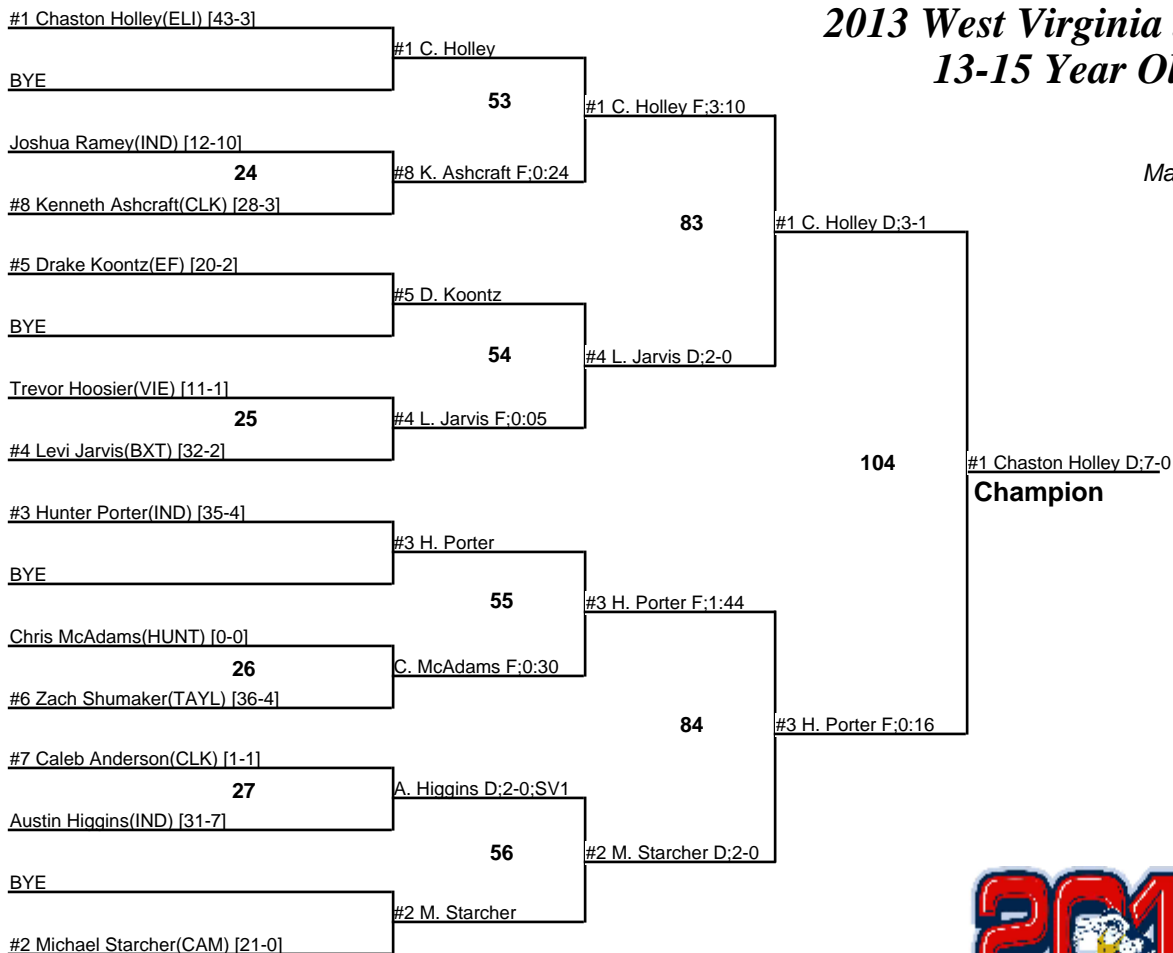 2013 West Virginia
13-15 Year
#1 Chaston Holley(ELI) [43-3]
BYE
Joshua Ramey(IND) [12-10]
24
#8 Kenneth Ashcraft(CLK) [28-3]
#5 Drake Koontz(EF) [20-2]
BYE
Trevor Hoosier(VIE) [11-1]
25
#4 Levi Jarvis(BXT) [32-2]
#3 Hunter Porter(IND) [35-4]
BYE
Chris McAdams(HUNT) [0-0]
26
#6 Zach Shumaker(TAYL) [36-4]
#7 Caleb Anderson(CLK) [1-1]
27
Austin Higgins(IND) [31-7]
BYE
#2 Michael Starcher(CAM) [21-0]
#1 C. Holley
53
#8 K. Ashcraft F;0:24
#5 D. Koontz
54
#4 L. Jarvis F;0:05
#3 H. Porter
55
C. McAdams F;0:30
A. Higgins D;2-0;SV1
56
#2 M. Starcher
#1 C. Holley F;3:10
83
#4 L. Jarvis D;2-0
#3 H. Porter F;1:44
84
#2 M. Starcher D;2-0
#1 C. Holley D;3-1
104
#3 H. Porter F;0:16
#1 Chaston Holley D;7-0
Champion